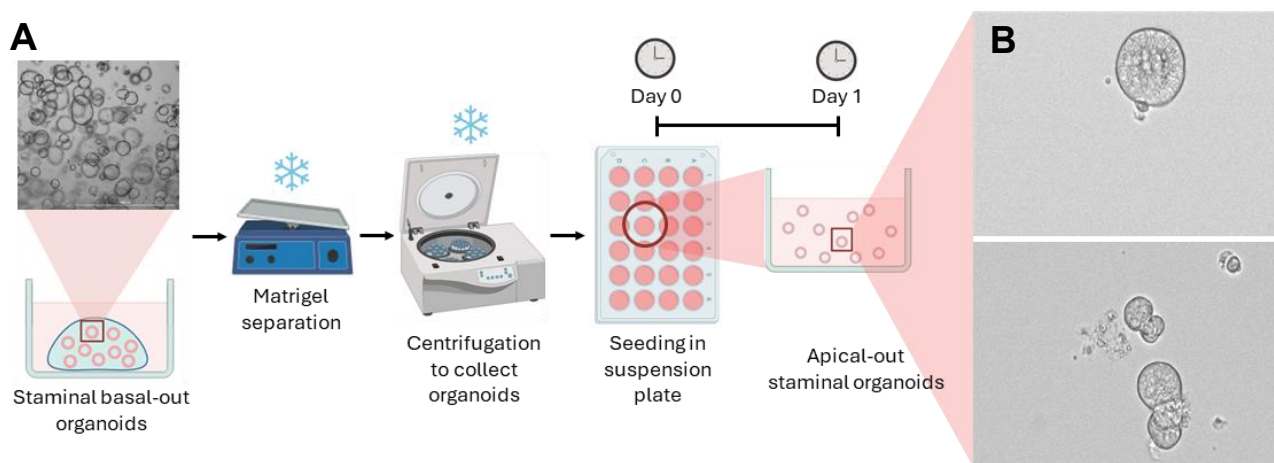 A
B
Day 0
Day 1
Matrigel
separation
Centrifugation
to collect
organoids
Seeding in
suspension
plate
Apical-out
staminal organoids
Staminal basal-out
organoids